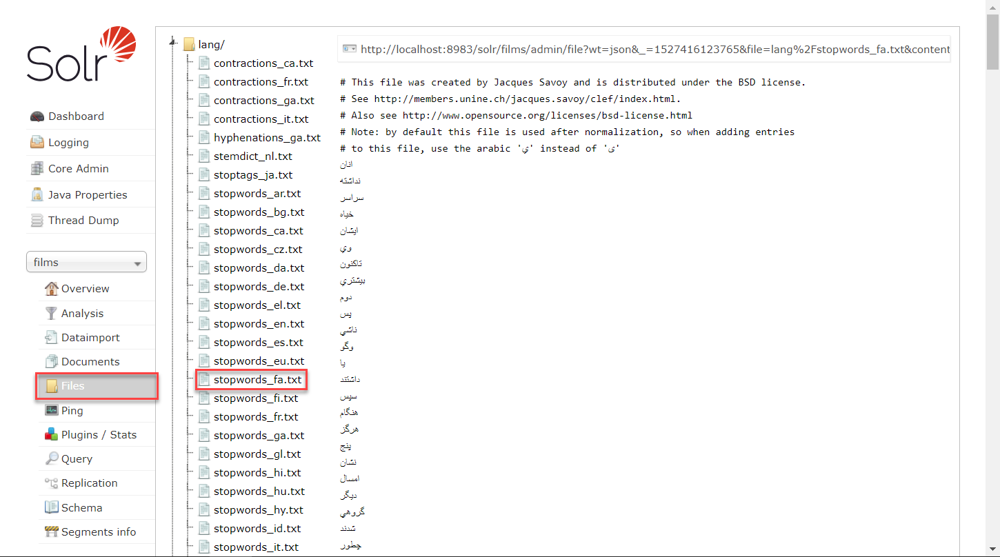 Solr
Dashboard
Logging
Core Admin
Java Properties
Thread Dump
films
Overview
Analysis
Dataimport
Documents
Files
Ping
Plugins / Stats
Query
Replication
Schema
Segments info
lang/
contractions_ca.txt
contractions_fr.txt
contractions_ga.txt
contractions_it.txt
hyphenations_ga.txt
stemdict_nl.txt
stoptags_ja.txt
stopwords_ar.txt
stopwords_bg.txt
stopwords_ca.txt
stopwords_cz.txt
stopwords_da.txt
stopwords_de.txt
stopwords_el.txt
stopwords_en.txt
stopwords_es.txt
stopwords_eu.txt
stopwords_fa.txt
stopwords_fi.txt
stopwords_fr.txt
stopwords_ga.txt
stopwords_gl.txt
stopwords_hi.txt
stopwords_hu.txt
stopwords_hy.txt
stopwords_id.txt
stopwords_it.txt
http://localhost:8983/solr/films/admin/file?wt=json&_=1527416123765&file=lang%2Fstopwords_fa.txt&content
# This file was created by Jacques Savoy and is distributed under the BSD license.
# See http://members.unine.ch/jacques.savoy/clef/index.html.
# Also see http://www.opensource.org/licenses/bsd-license.html
# Note: by default this file is used after normalization, so when adding entries
# to this file, use the arabic 'ي' instead of 'ی'
انان
نداشته
سراسر
خياه
ايشان
وي
تاكنون
بيشتري
دوم
پس
ناشي
وگو
يا
داشتند
سپس
هنگام
هرگز
پنج
نشان
امسال
ديگر
گروهي
شدند
چطور